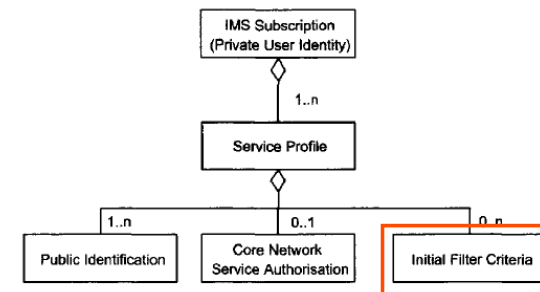 IMS Subscription
(Private User Identity)
1..n
Service Profile
1..n
0..1
0..n
Public Identification
Core Network
Service Authorisation
Initial Filter Criteria